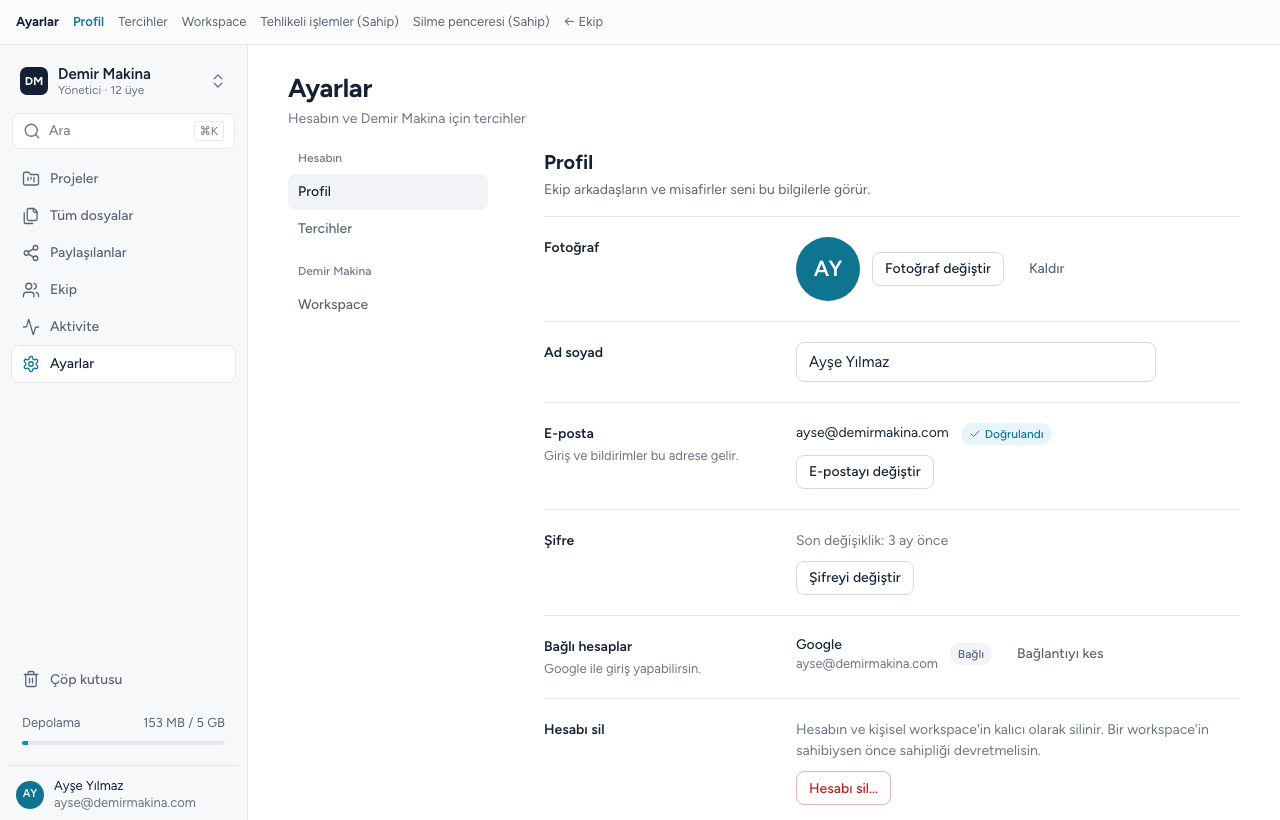 Ayarlar Profil Tercihler Workspace Tehlikeli işlemler (Sahip) Silme penceresi (Sahip) ← Ekip
DM
Demir Makina
Yönetici · 12 üye
Ara ⌘K
Projeler
Tüm dosyalar
Paylaşılanlar
Ekip
Aktivite
Ayarlar
Çöp kutusu
Depolama 153 MB / 5 GB
AY
Ayşe Yılmaz
ayse@demirmakina.com
Ayarlar
Hesabın ve Demir Makina için tercihler
Hesabın
Profil
Tercihler
Demir Makina
Workspace
Profil
Ekip arkadaşların ve misafirler seni bu bilgilerle görür.
Fotoğraf
AY
Fotoğraf değiştir
Kaldır
Ad soyad
Ayşe Yılmaz
E-posta
Giriş ve bildirimler bu adrese gelir.
ayse@demirmakina.com
Doğrulandı
E-postayı değiştir
Şifre
Son değişiklik: 3 ay önce
Şifreyi değiştir
Bağlı hesaplar
Google ile giriş yapabilirsin.
Google
ayse@demirmakina.com
Bağlı
Bağlantıyı kes
Hesabı sil
Hesabın ve kişisel workspace'in kalıcı olarak silinir. Bir workspace'in
sahibiysen önce sahipliği devretmelisin.
Hesabı sil...